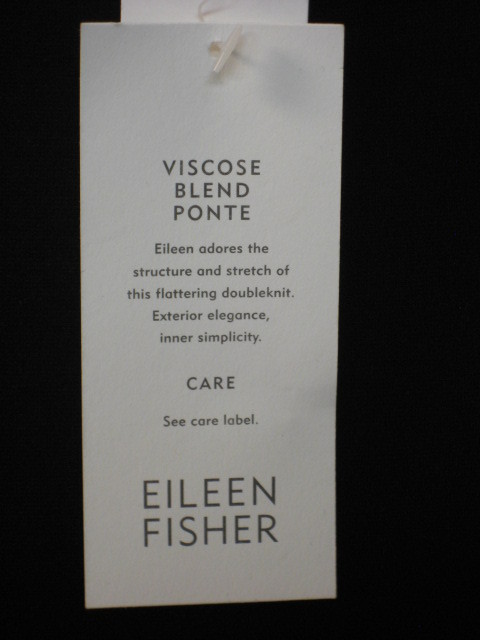 VISCOSE
BLEND
PONTE
Eileen adores the
structure and stretch of
this flattering doubleknit.
Exterior elegance,
inner simplicity.
CARE
See care label.
EILEEN
FISHER